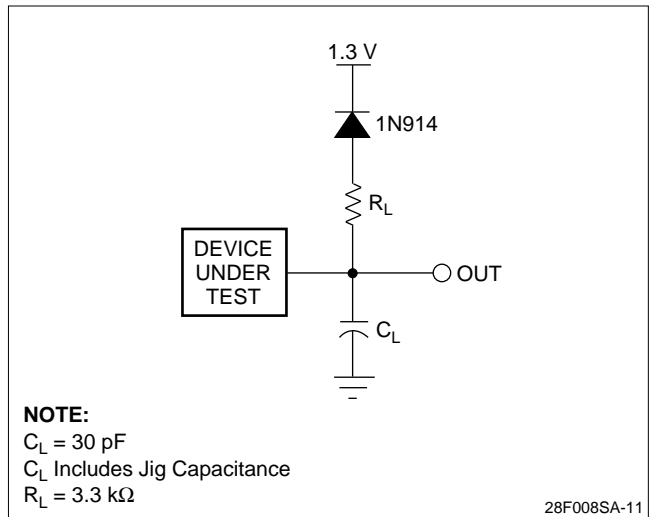 1.3 V
1N914
R_L
DEVICE
UNDER
TEST
OUT
C_L
NOTE:
C_L = 30 pF
C_L Includes Jig Capacitance
R_L = 3.3 kΩ
28F008SA-11